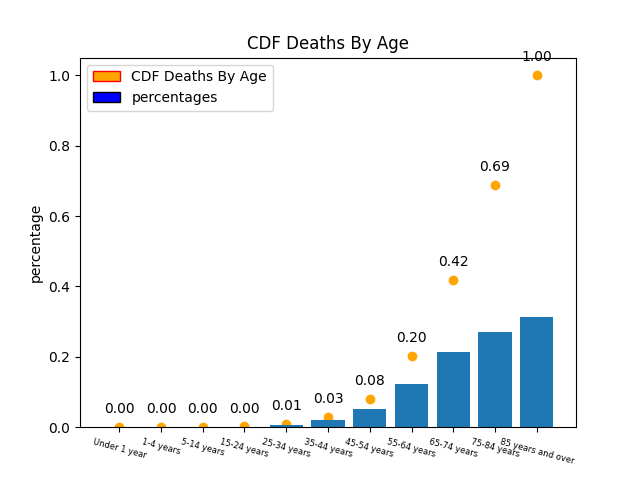 CDF Deaths By Age
CDF Deaths By Age
percentages
percentage
1.0
0.8
0.6
0.4
0.2
0.0
0.00
0.00
0.00
0.00
0.01
0.03
0.08
0.20
0.42
0.69
1.00
Under 1 year
1-4 years
5-14 years
15-24 years
25-34 years
35-44 years
45-54 years
55-64 years
65-74 years
75-84 years
85 years and over